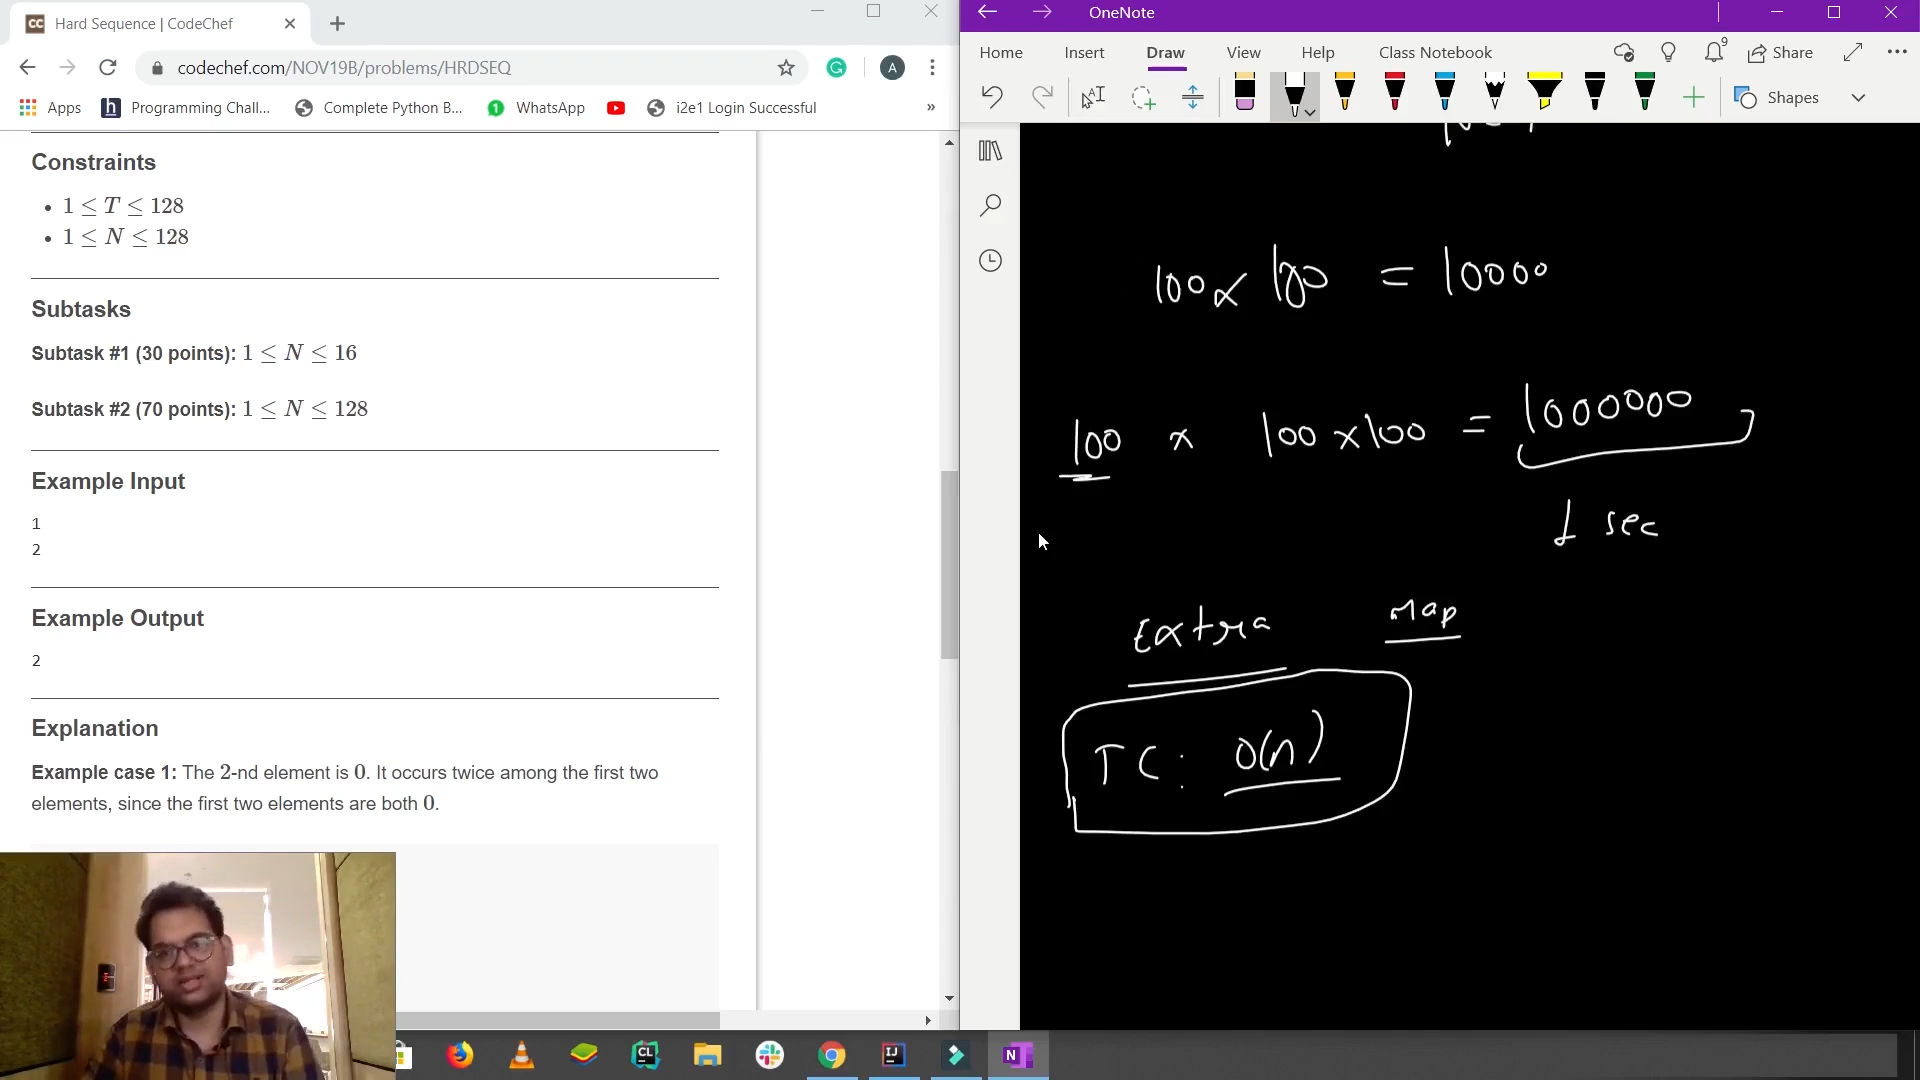 Hard Sequence | CodeChef
codechef.com/NOV19B/problems/HRDSEQ
A
Apps
Programming Chall...
Complete Python B...
WhatsApp
i2e1 Login Successful
»
Constraints
• 1 ≤ T ≤ 128
• 1 ≤ N ≤ 128
Subtasks
Subtask #1 (30 points): 1 ≤ N ≤ 16
Subtask #2 (70 points): 1 ≤ N ≤ 128
Example Input
1
2
Example Output
2
Explanation
Example case 1: The 2-nd element is 0. It occurs twice among the first two
elements, since the first two elements are both 0.
OneNote
Home Insert Draw View Help Class Notebook
9
Share
Shapes
100 x 100 = 10000
100 x 100 x 100 = 1000000
1 sec
Extra Map
TC: O(n)